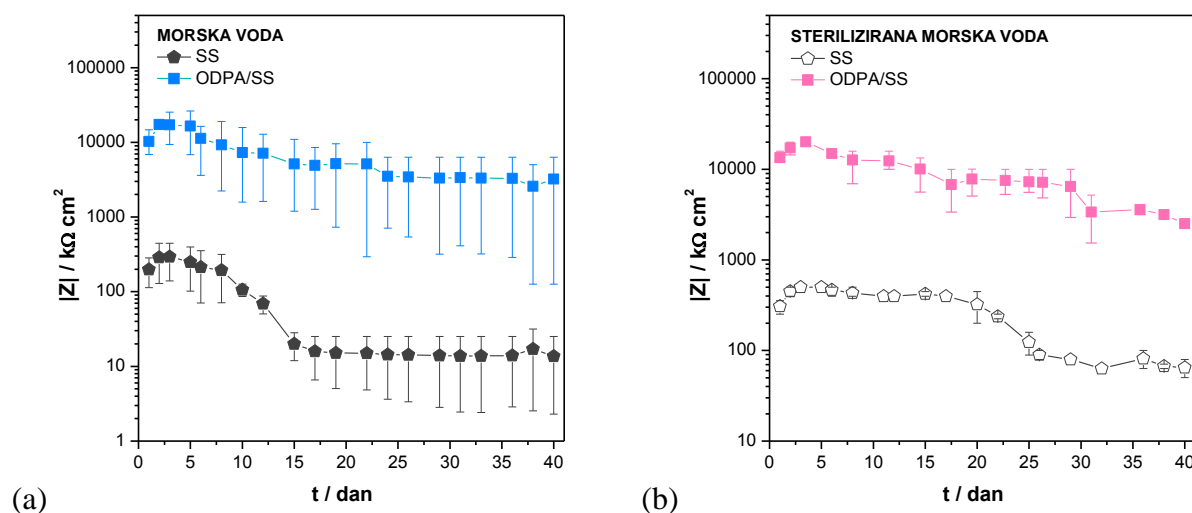 MORSKA VODA
SS
ODPA/SS
100000
10000
1000
100
10
1
|Z| / kΩ cm²
0 5 10 15 20 25 30 35 40
t / dan
(a)
STERILIZIRANA MORSKA VODA
SS
ODPA/SS
100000
10000
1000
100
10
|Z| / kΩ cm²
0 5 10 15 20 25 30 35 40
t / dan
(b)